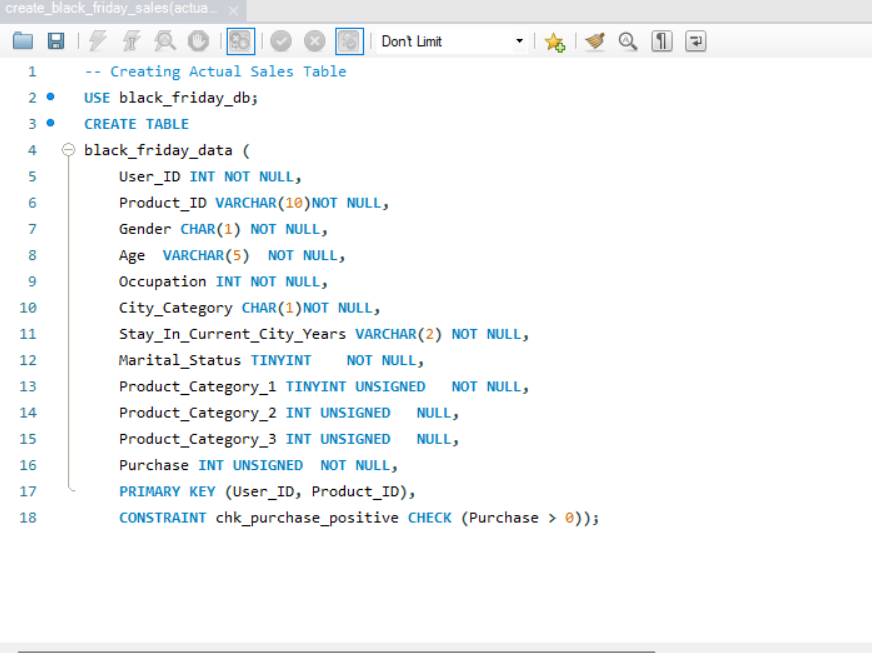 create_black_friday_sales(actua...
Don't Limit
1 -- Creating Actual Sales Table
2 USE black_friday_db;
3 CREATE TABLE
4 black_friday_data (
5 User_ID INT NOT NULL,
6 Product_ID VARCHAR(10)NOT NULL,
7 Gender CHAR(1) NOT NULL,
8 Age  VARCHAR(5)  NOT NULL,
9 Occupation INT NOT NULL,
10 City_Category CHAR(1)NOT NULL,
11 Stay_In_Current_City_Years VARCHAR(2) NOT NULL,
12 Marital_Status TINYINT    NOT NULL,
13 Product_Category_1 TINYINT UNSIGNED   NOT NULL,
14 Product_Category_2 INT UNSIGNED   NULL,
15 Product_Category_3 INT UNSIGNED   NULL,
16 Purchase INT UNSIGNED  NOT NULL,
17 PRIMARY KEY (User_ID, Product_ID),
18 CONSTRAINT chk_purchase_positive CHECK (Purchase > 0));